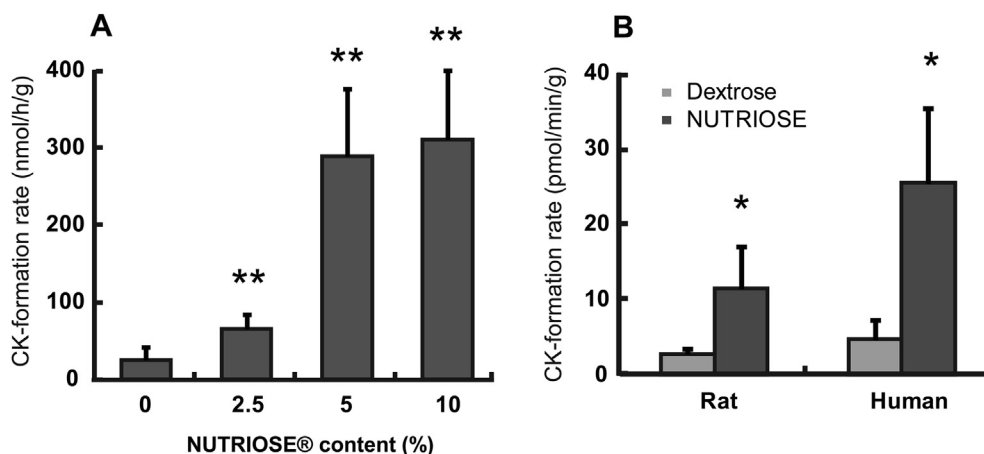 A
CK-formation rate (nmol/h/g)
400
300
200
100
0
**
**
**
0 2.5 5 10
NUTRIOSE® content (%)
B
CK-formation rate (pmol/min/g)
40
30
20
10
0
Dextrose
NUTRIOSE
*
*
Rat Human